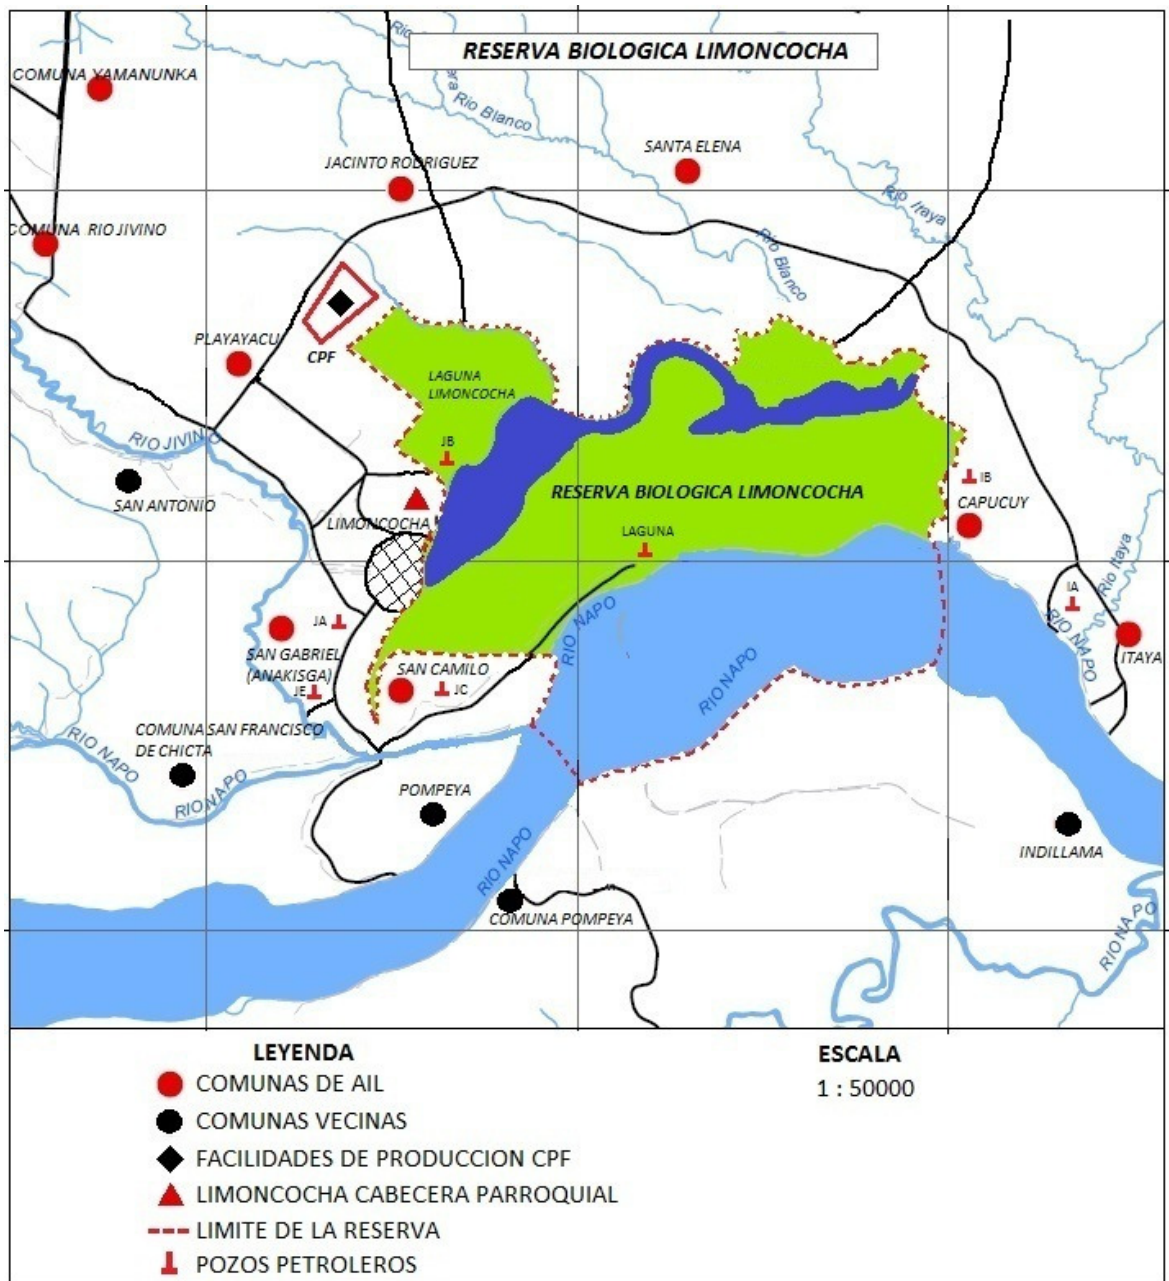 RESERVA BIOLOGICA LIMONCOCHA
COMUNA YAMANUNKA
Rio Blanco
JACINTO RODRIGUEZ
SANTA ELENA
Rio Itaya
COMUNA RIO JIVINO
Rio Blanco
PLAYAYACU
CPF
LAGUNA
LIMONCOCHA
RIO JIVINO
JB
SAN ANTONIO
RESERVA BIOLOGICA LIMONCOCHA
IB
CAPUCUY
LIMONCOCHA
LAGUNA
Rio Itaya
IA
JA
RIO NAPO
RIO NAPO
SAN GABRIEL
(ANAKISGA)
SAN CAMILO
ITAYA
JE
JC
RIO NAPO
COMUNA SAN FRANCISCO
DE CHICTA
RIO NAPO
RIO NAPO
POMPEYA
RIO NAPO
INDILLAMA
COMUNA POMPEYA
RIO NAPO
LEYENDA
COMUNAS DE AIL
COMUNAS VECINAS
FACILIDADES DE PRODUCCION CPF
LIMONCOCHA CABECERA PARROQUIAL
LIMITE DE LA RESERVA
POZOS PETROLEROS
ESCALA
1 : 50000